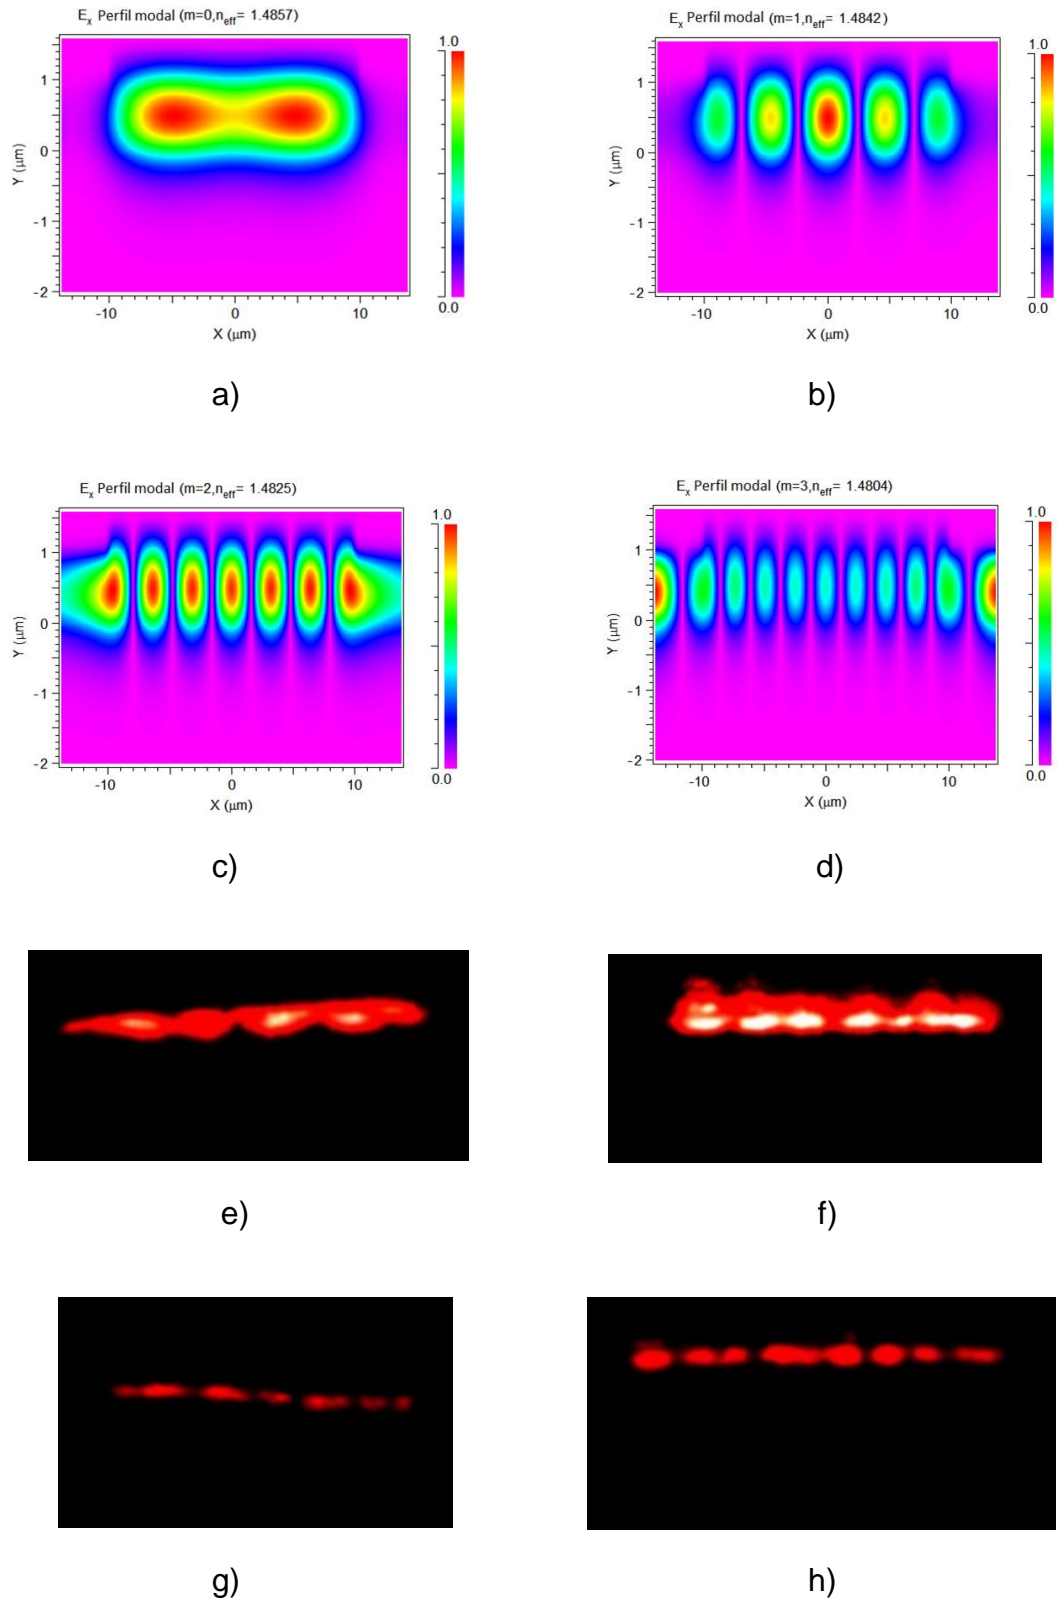 Eₓ Perfil modal (m=0,n_eff= 1.4857)
1.0
1
0
-1
-2
Y (μm)
-10
0
10
0.0
X (μm)
a)
Eₓ Perfil modal (m=1,n_eff= 1.4842)
1.0
1
0
-1
-2
Y (μm)
-10
0
10
0.0
X (μm)
b)
Eₓ Perfil modal (m=2,n_eff= 1.4825)
1.0
1
0
-1
-2
Y (μm)
-10
0
10
0.0
X (μm)
c)
Eₓ Perfil modal (m=3,n_eff= 1.4804)
1.0
1
0
-1
-2
Y (μm)
-10
0
10
0.0
X (μm)
d)
e)
f)
g)
h)